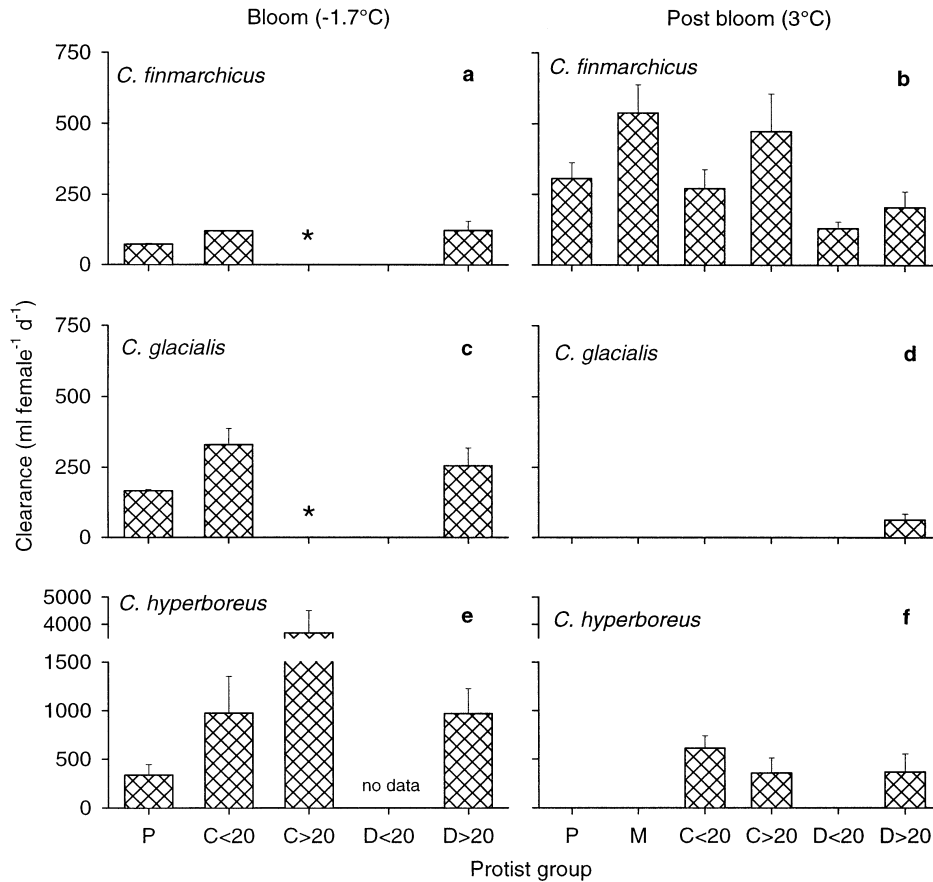 Bloom (-1.7°C)
Post bloom (3°C)
750
500
250
0
C. finmarchicus
a
C. finmarchicus
b
Clearance (ml female⁻¹ d⁻¹)
750
500
250
0
C. glacialis
c
*
*
C. glacialis
d
5000
4000
1500
1000
500
0
C. hyperboreus
e
no data
C. hyperboreus
f
P C<20 C>20 D<20 D>20
P M C<20 C>20 D<20 D>20
Protist group